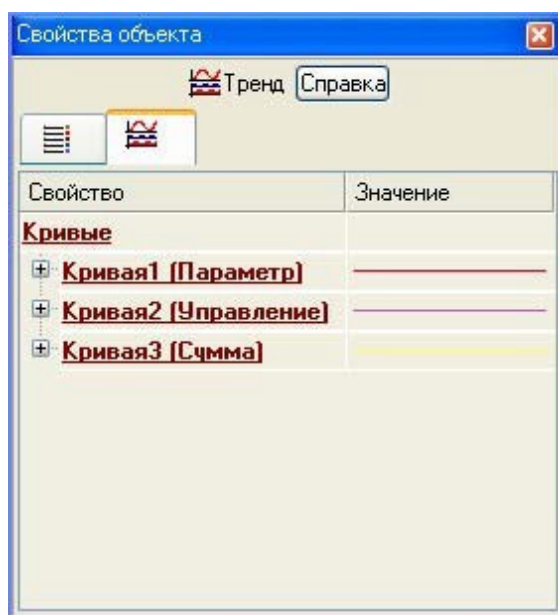 Свойства объекта
Тренд Справка
Свойство Значение
Кривые
Кривая1 (Параметр)
Кривая2 (Управление)
Кривая3 (Сумма)